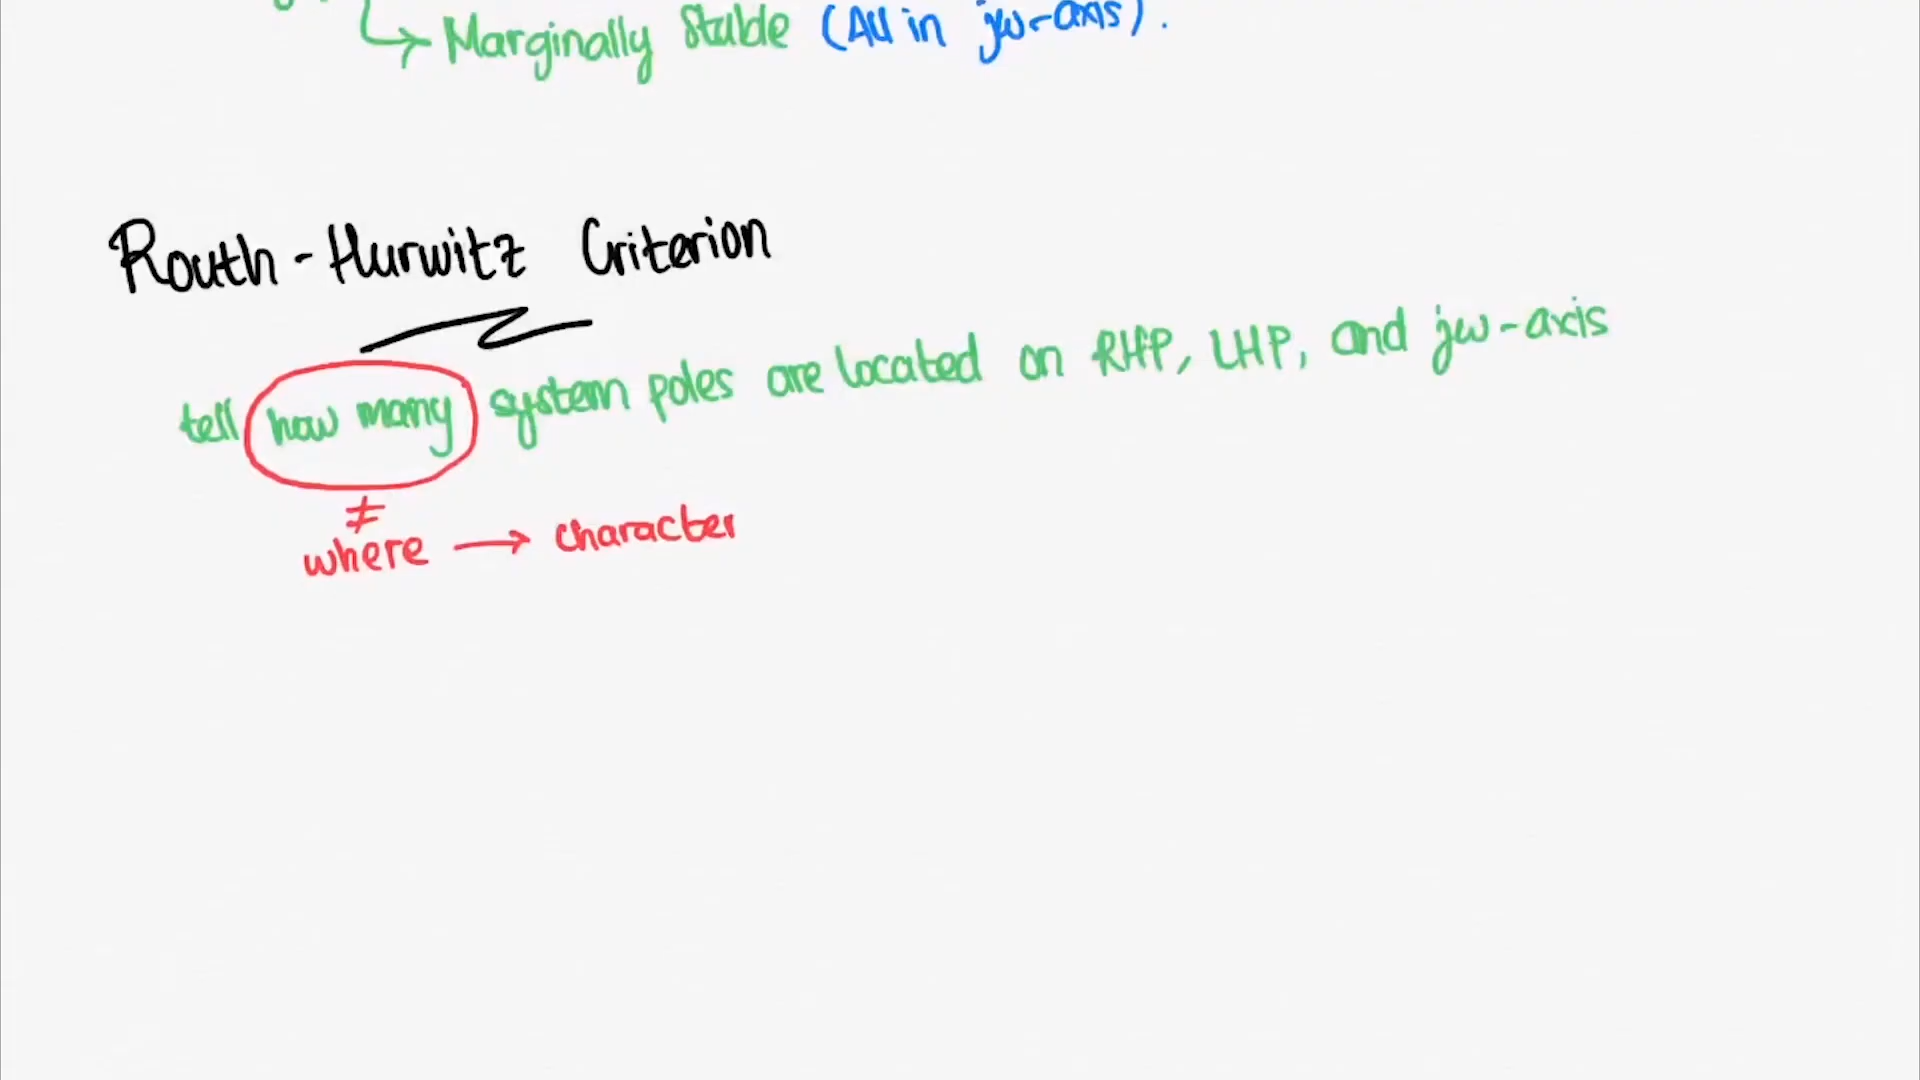 ↳ Marginally Stable (All in jw-axis).
Routh-Hurwitz Criterion
tell how many system poles are located on RHP, LHP, and jw-axis
≠
where → character